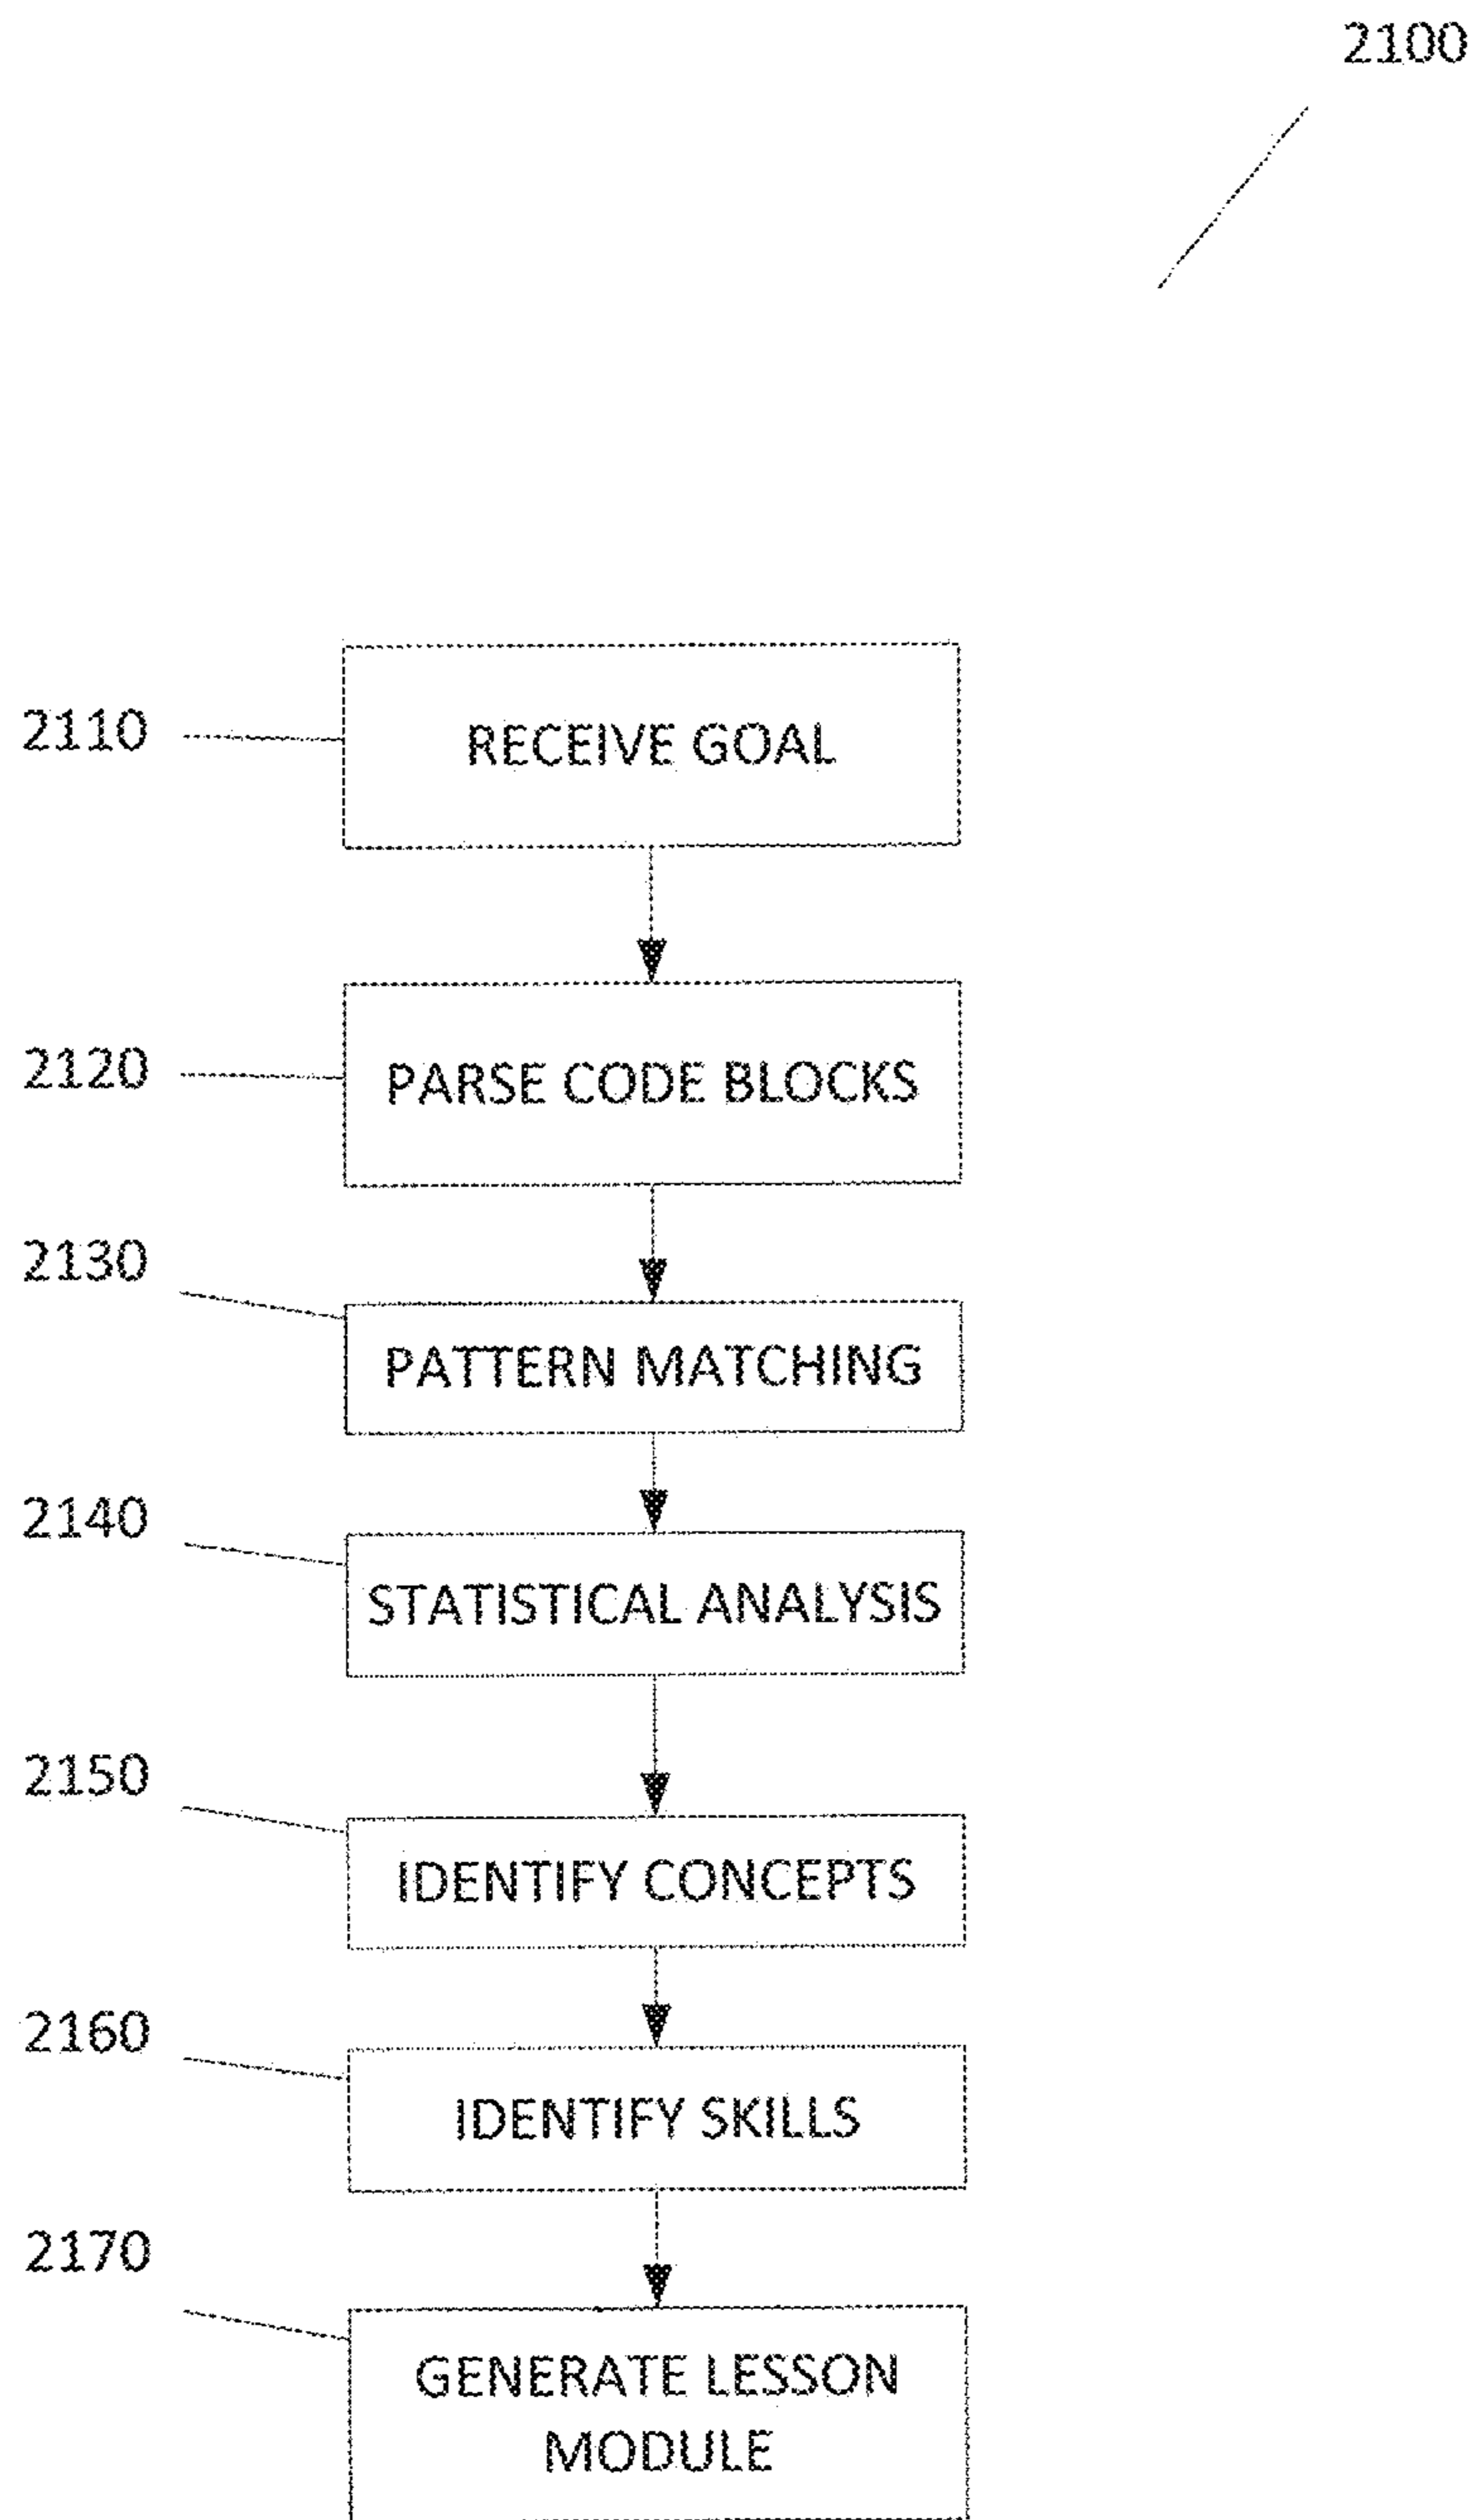 2100
2110
RECEIVE GOAL
2120
PARSE CODE BLOCKS
2130
PATTERN MATCHING
2140
STATISTICAL ANALYSIS
2150
IDENTIFY CONCEPTS
2160
IDENTIFY SKILLS
2170
GENERATE LESSON
MODULE